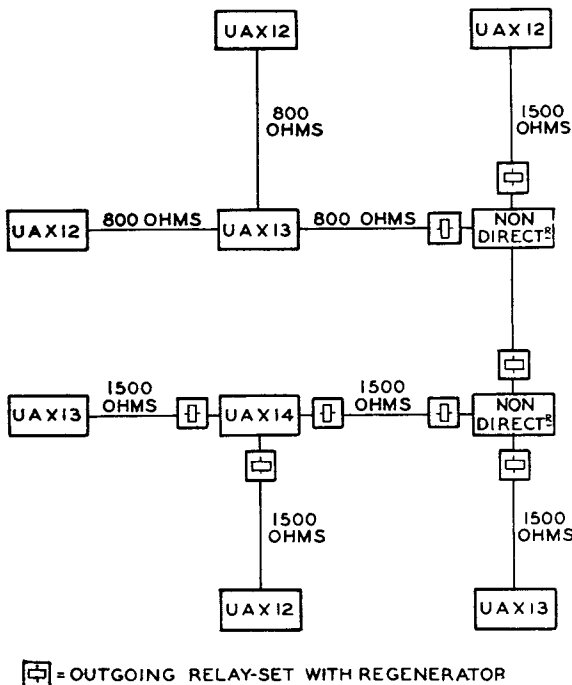 UAX12
UAX12
800
OHMS
1500
OHMS
UAX12
800 OHMS
UAX13
800 OHMS
NON
DIRECTR
UAX13
1500
OHMS
UAX14
1500
OHMS
NON
DIRECTR
1500
OHMS
1500
OHMS
UAX12
UAX13
= OUTGOING RELAY-SET WITH REGENERATOR